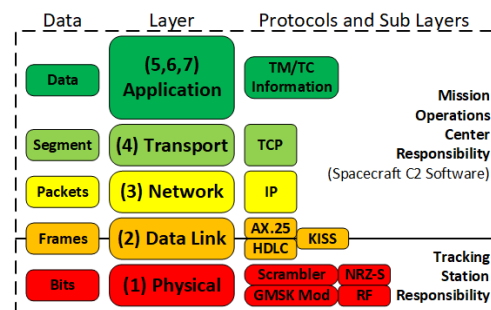 Data
Layer
Protocols and Sub Layers
Data
(5,6,7)
Application
TM/TC
Information
Mission
Operations
Center
Responsibility
(Spacecraft C2 Software)
Segment
(4) Transport
TCP
Packets
(3) Network
IP
Frames
(2) Data Link
AX.25
HDLC
KISS
Tracking
Station
Responsibility
Bits
(1) Physical
Scrambler
NRZ-S
GMSK Mod
RF